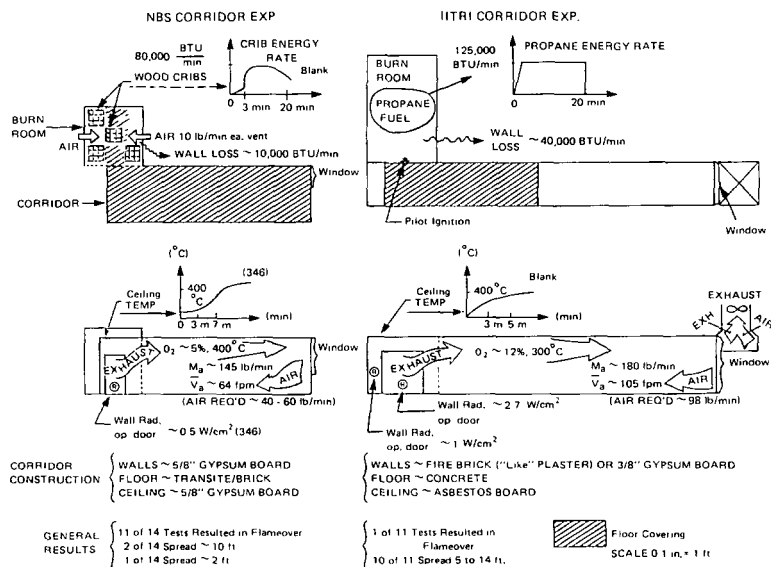 NBS CORRIDOR EXP
80,000 BTU/min
WOOD CRIBS
CRIB ENERGY
RATE
Blank
0 3 min 20 min
BURN
ROOM
AIR
AIR 10 lb/min ea. vent
WALL LOSS ~ 10,000 BTU/min
Window
CORRIDOR
IITRI CORRIDOR EXP.
BURN
ROOM
PROPANE
FUEL
125,000
BTU/min
PROPANE ENERGY RATE
20 min
WALL
LOSS ~40,000 BTU/min
Pilot Ignition
Window
(°C)
400
°C
(346)
Ceiling
TEMP
0 3 m 7 m
(min)
EXHAUST
O2 ~ 5%, 400°C
Window
Ma ~ 145 lb/min
Va ~ 64 fpm
AIR
(AIR REQ'D ~ 40 - 60 lb/min)
R
Wall Rad.
op door
~ 0.5 W/cm2 (346)
(°C)
Blank
400°C
Ceiling
TEMP
3 m 5 m
(min)
EXHAUST
∞
EXH
AIR
EXHAUST
O2 ~ 12%, 300°C
Ma ~ 180 lb/min
Va ~ 105 fpm
AIR
Window
(AIR REQ'D ~ 98 lb/min)
R
Wall Rad. ~ 2 7 W/cm2
op door
Wall Rad
op. door ~ 1 W/cm2
CORRIDOR
CONSTRUCTION
WALLS ~ 5/8" GYPSUM BOARD
FLOOR ~ TRANSITE/BRICK
CEILING ~ 5/8" GYPSUM BOARD
WALLS ~ FIRE BRICK ("Like" PLASTER) OR 3/8" GYPSUM BOARD
FLOOR ~ CONCRETE
CEILING ~ ASBESTOS BOARD
GENERAL
RESULTS
11 of 14 Tests Resulted in Flameover
2 of 14 Spread ~ 10 ft
1 of 14 Spread ~ 2 ft
1 of 11 Tests Resulted in
Flameover
10 of 11 Spread 5 to 14 ft.
Floor Covering
SCALE 0 1 in. = 1 ft